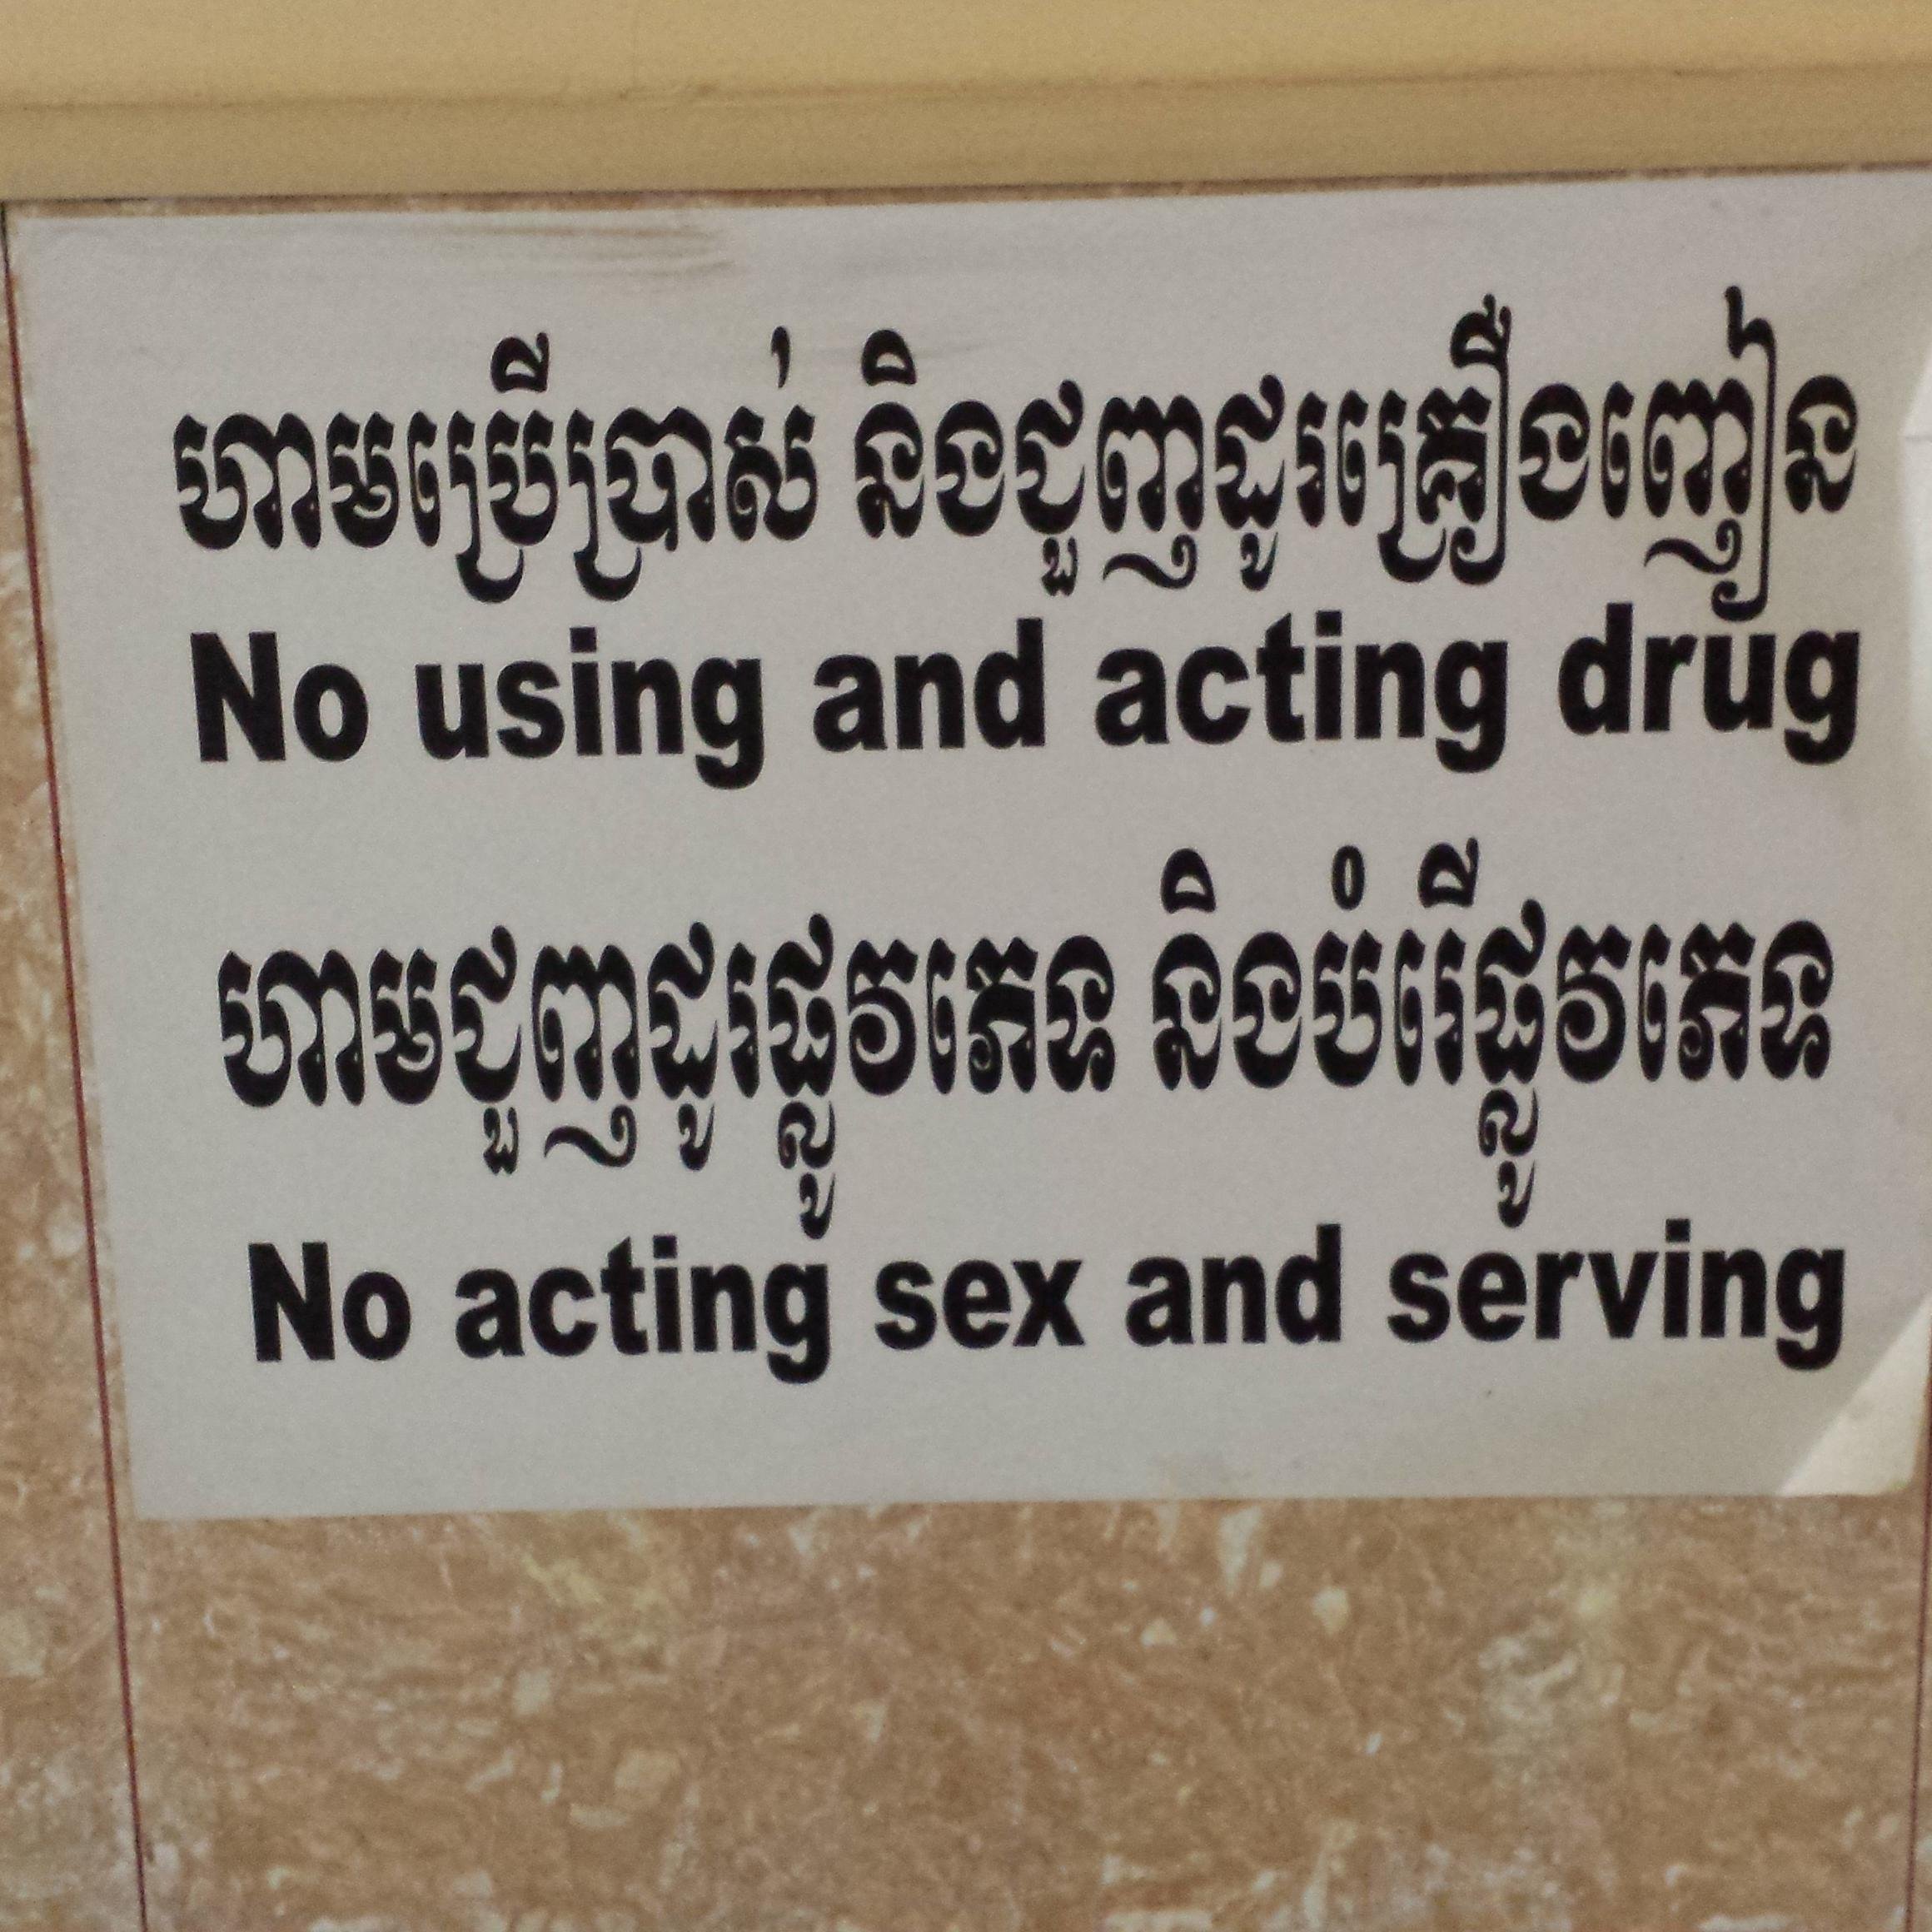 ហាមប្រើប្រាស់ និងជួញដូរគ្រឿងញៀន
No using and acting drug
ហាមជួញដូរផ្លូវភេទ និងបំរើផ្លូវភេទ
No acting sex and serving